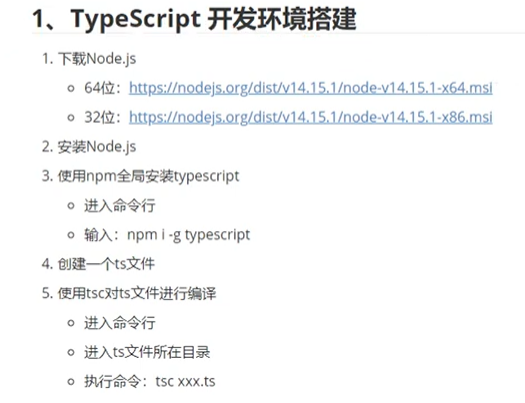 1、TypeScript 开发环境搭建
1. 下载Node.js
64位：https://nodejs.org/dist/v14.15.1/node-v14.15.1-x64.msi
32位：https://nodejs.org/dist/v14.15.1/node-v14.15.1-x86.msi
2. 安装Node.js
3. 使用npm全局安装typescript
进入命令行
输入：npm i -g typescript
4. 创建一个ts文件
5. 使用tsc对ts文件进行编译
进入命令行
进入ts文件所在目录
执行命令：tsc xxx.ts